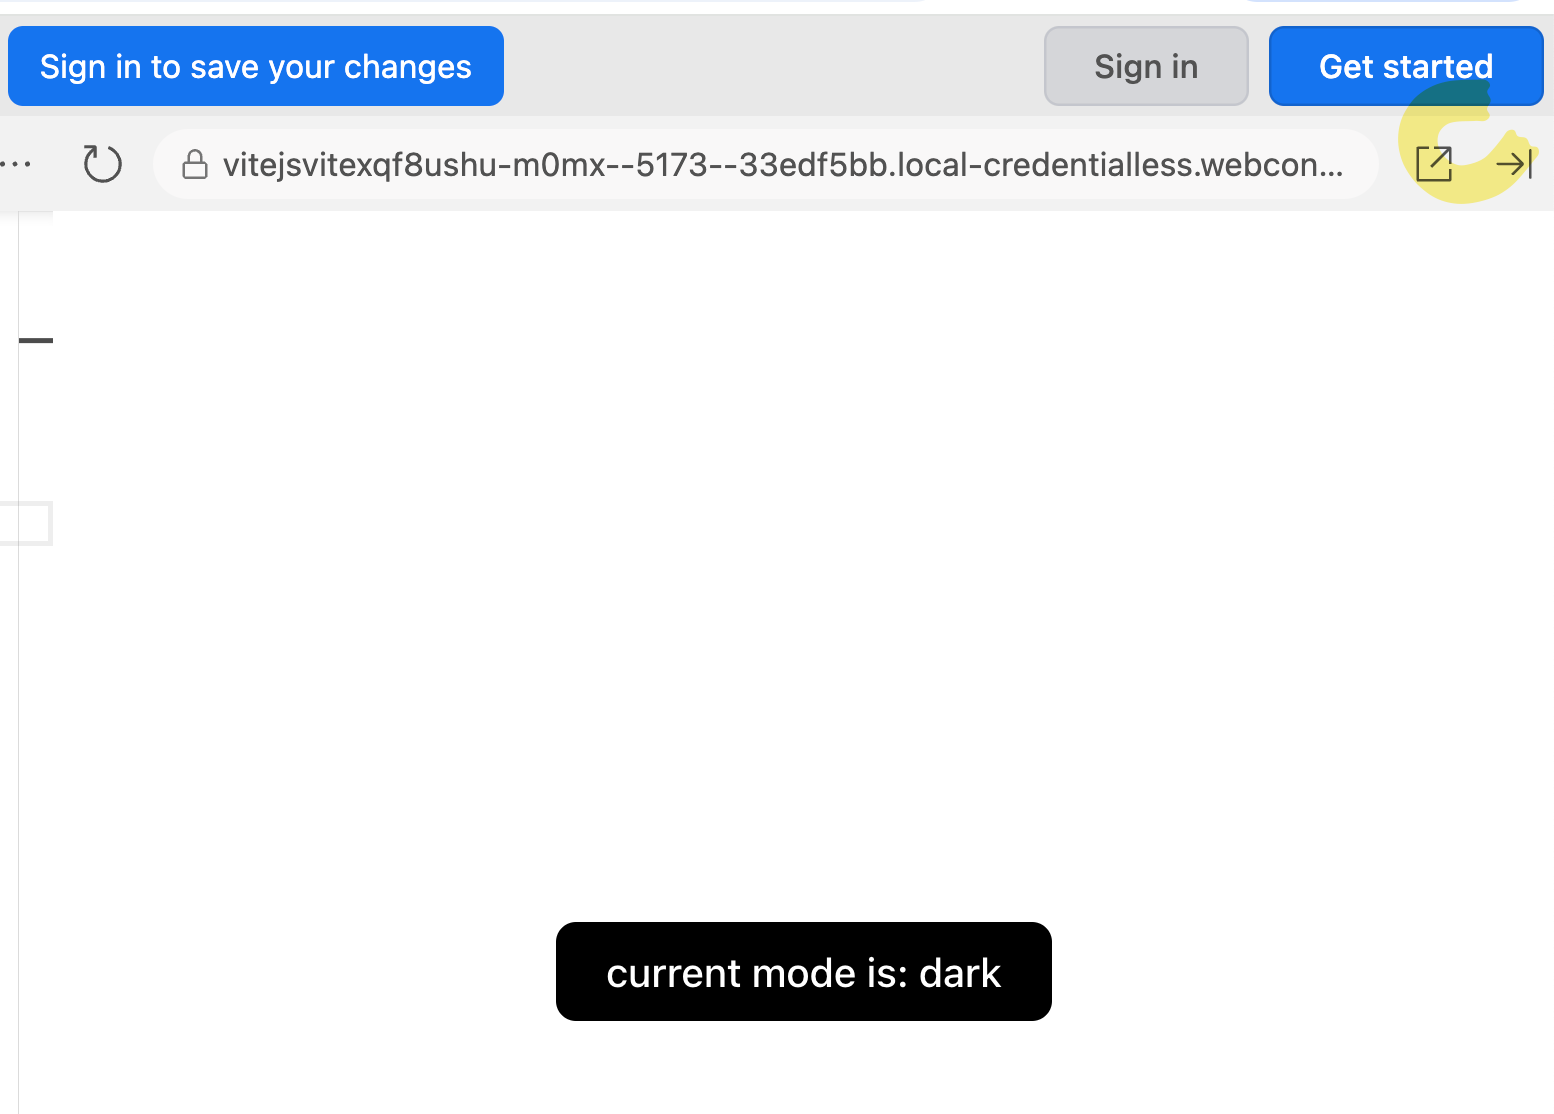 Sign in to save your changes
Sign in
Get started
vitejsvitexqf8ushu-m0mx--5173--33edf5bb.local-credentialless.webcon...
current mode is: dark